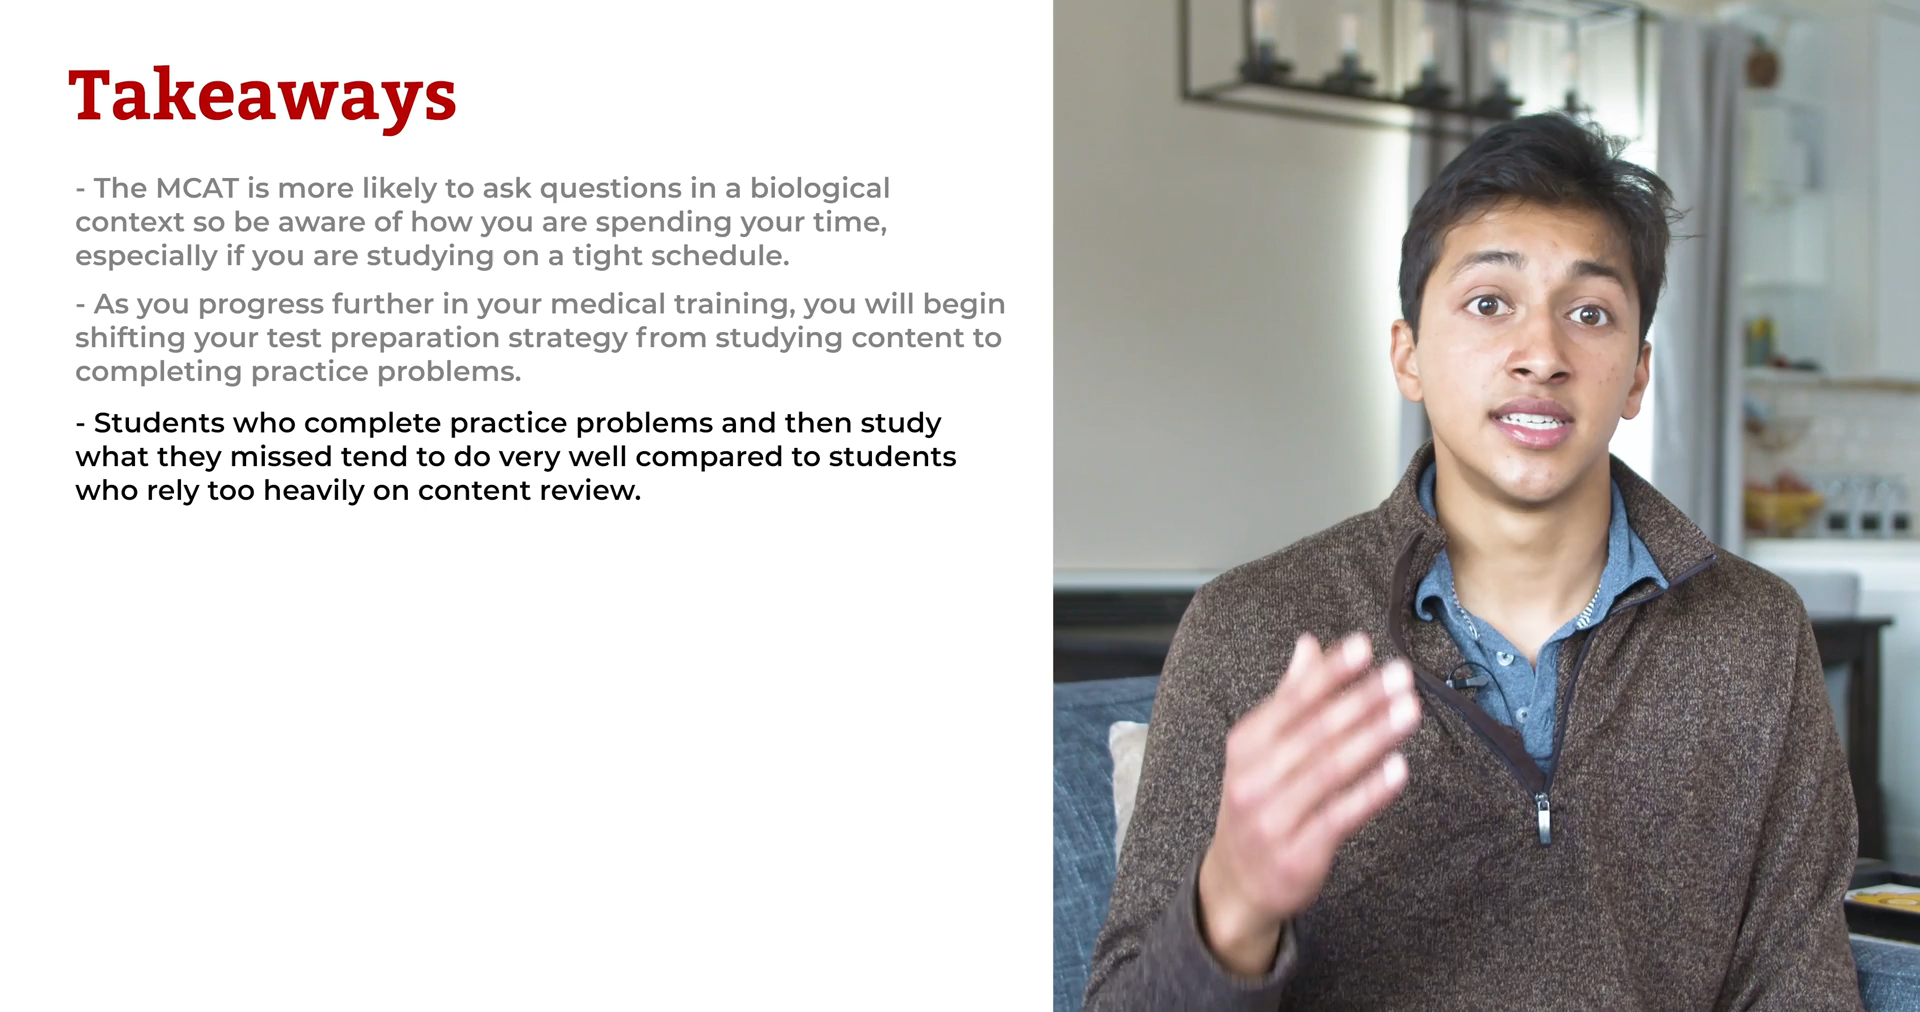 Takeaways
- The MCAT is more likely to ask questions in a biological
context so be aware of how you are spending your time,
especially if you are studying on a tight schedule.
- As you progress further in your medical training, you will begin
shifting your test preparation strategy from studying content to
completing practice problems.
- Students who complete practice problems and then study
what they missed tend to do very well compared to students
who rely too heavily on content review.